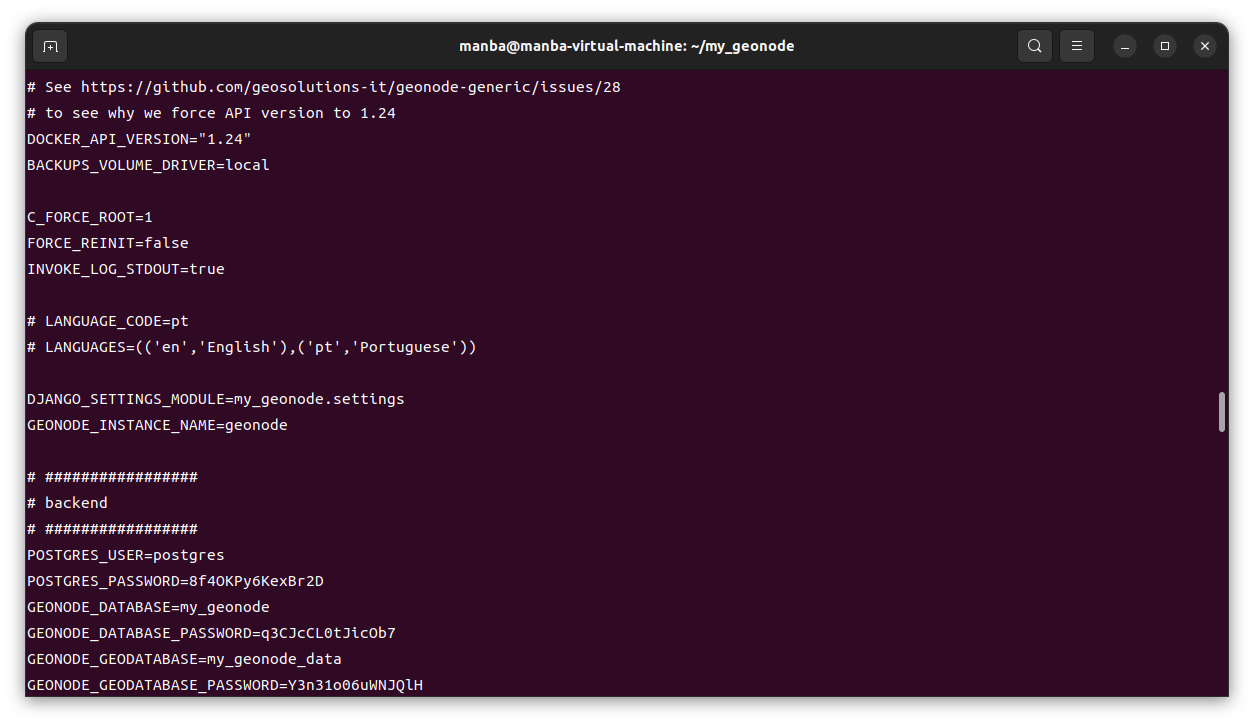 manba@manba-virtual-machine: ~/my_geonode
# See https://github.com/geosolutions-it/geonode-generic/issues/28
# to see why we force API version to 1.24
DOCKER_API_VERSION="1.24"
BACKUPS_VOLUME_DRIVER=local
C_FORCE_ROOT=1
FORCE_REINIT=false
INVOKE_LOG_STDOUT=true
# LANGUAGE_CODE=pt
# LANGUAGES=(('en','English'),('pt','Portuguese'))
DJANGO_SETTINGS_MODULE=my_geonode.settings
GEONODE_INSTANCE_NAME=geonode
# #################
# backend
# #################
POSTGRES_USER=postgres
POSTGRES_PASSWORD=8f4OKPy6KexBr2D
GEONODE_DATABASE=my_geonode
GEONODE_DATABASE_PASSWORD=q3CJcCL0tJicOb7
GEONODE_GEODATABASE=my_geonode_data
GEONODE_GEODATABASE_PASSWORD=Y3n31o06uWNJQlH